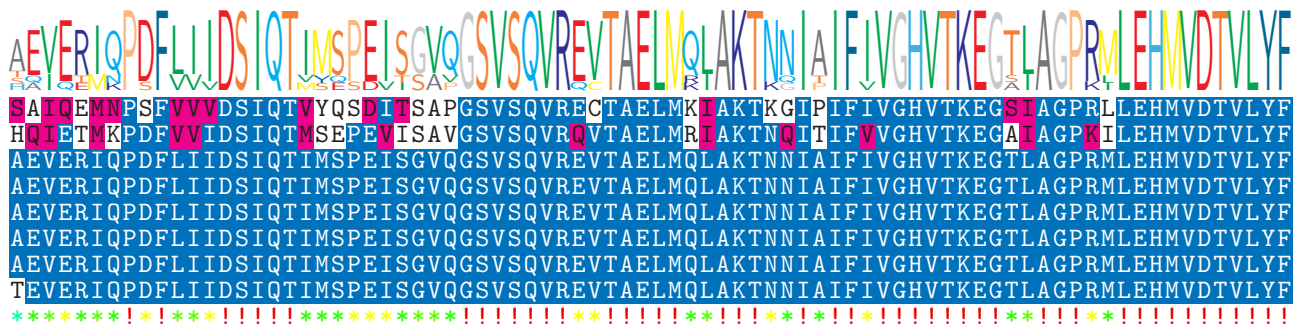 AEVERIQPDFLIIDSIQTIMSPEISGVQGSVSQVREVTAELMQLAKTNNIAIFIVGHVTKEGTLAGPRMLEHMVDTVLYF
SAIQEMNPSFVVVDSIQTVYQSDITSAPGSVSQVRECTAELMKIAKTKGIPIFIVGHVTKEGSIAGPRLLEHMVDTVLYF
HQIETMKPDFVVIDSIQTMSEPEVISAVGSVSQVRQVTAELMRIAKTNQITIFVVGHVTKEGAIAGPKILEHMVDTVLYF
AEVERIQPDFLIIDSIQTIMSPEISGVQGSVSQVREVTAELMQLAKTNNIAIFIVGHVTKEGTLAGPRMLEHMVDTVLYF
AEVERIQPDFLIIDSIQTIMSPEISGVQGSVSQVREVTAELMQLAKTNNIAIFIVGHVTKEGTLAGPRMLEHMVDTVLYF
AEVERIQPDFLIIDSIQTIMSPEISGVQGSVSQVREVTAELMQLAKTNNIAIFIVGHVTKEGTLAGPRMLEHMVDTVLYF
AEVERIQPDFLIIDSIQTIMSPEISGVQGSVSQVREVTAELMQLAKTNNIAIFIVGHVTKEGTLAGPRMLEHMVDTVLYF
AEVERIQPDFLIIDSIQTIMSPEISGVQGSVSQVREVTAELMQLAKTNNIAIFIVGHVTKEGTLAGPRMLEHMVDTVLYF
TEVERIQPDFLIIDSIQTIMSPEISGVQGSVSQVREVTAELMQLAKTNNIAIFIVGHVTKEGTLAGPRMLEHMVDTVLYF
*******!*!***!!!!!**********!!!!!!!**!!!!!**!!!**!*!!*!!!!!!!!**!!!**!!!!!!!!!!!